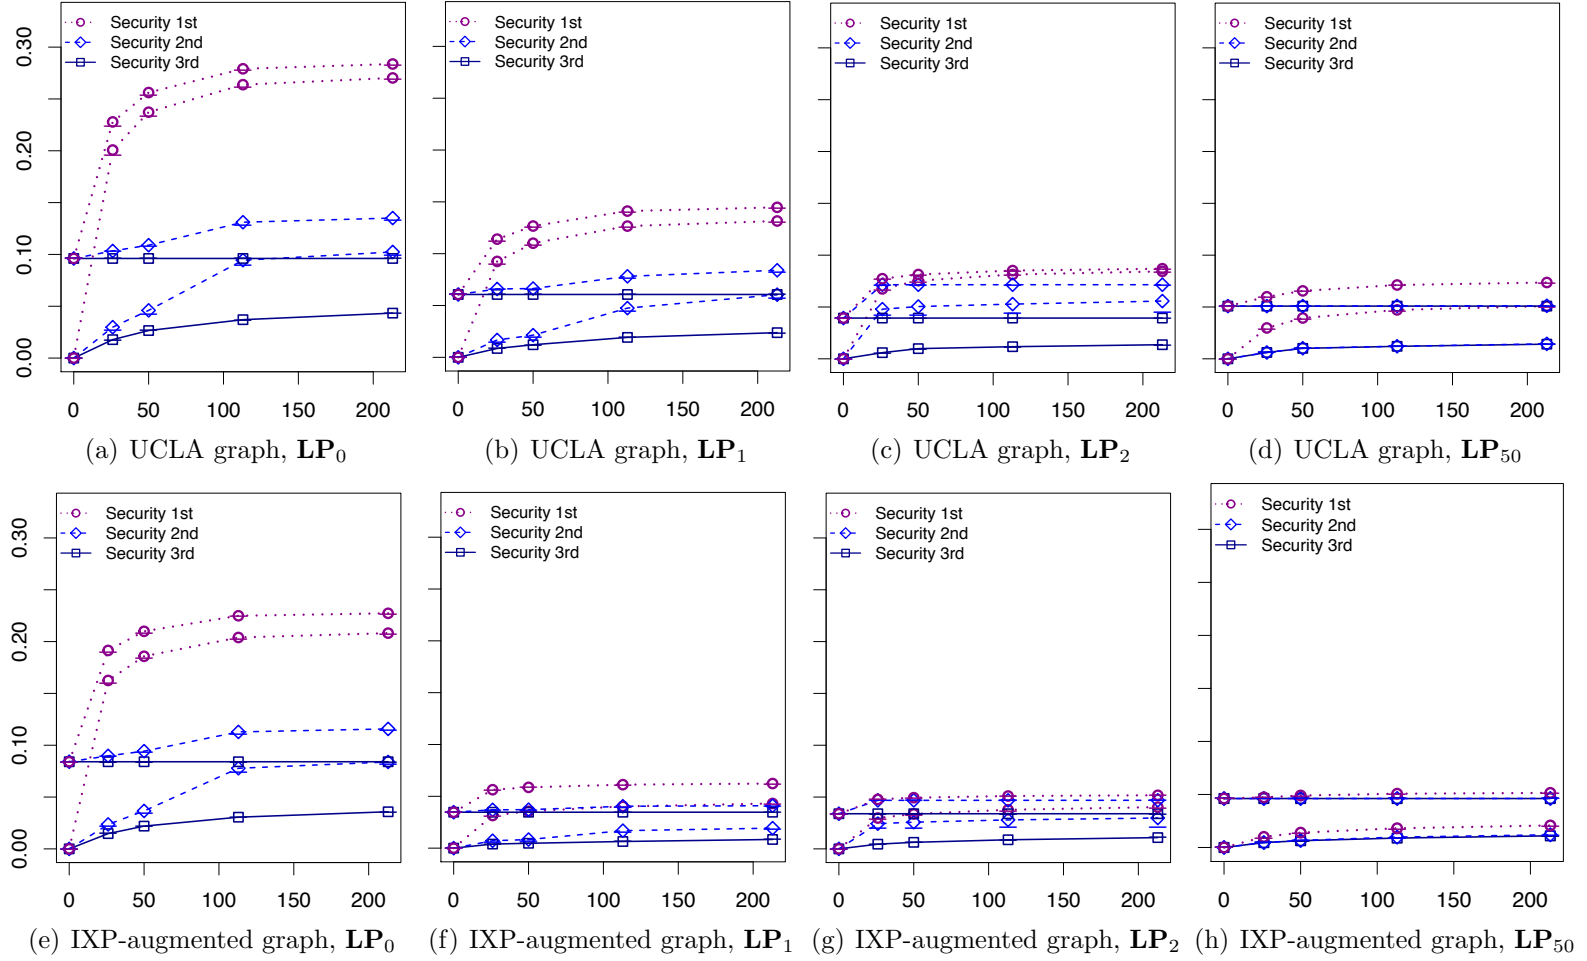 Security 1st
Security 2nd
Security 3rd
0.00 0.10 0.20 0.30
0 50 100 150 200
(a) UCLA graph, LP0
Security 1st
Security 2nd
Security 3rd
0 50 100 150 200
(b) UCLA graph, LP1
Security 1st
Security 2nd
Security 3rd
0 50 100 150 200
(c) UCLA graph, LP2
Security 1st
Security 2nd
Security 3rd
0 50 100 150 200
(d) UCLA graph, LP50
Security 1st
Security 2nd
Security 3rd
0.00 0.10 0.20 0.30
0 50 100 150 200
(e) IXP-augmented graph, LP0
Security 1st
Security 2nd
Security 3rd
0 50 100 150 200
(f) IXP-augmented graph, LP1
Security 1st
Security 2nd
Security 3rd
0 50 100 150 200
(g) IXP-augmented graph, LP2
Security 1st
Security 2nd
Security 3rd
0 50 100 150 200
(h) IXP-augmented graph, LP50